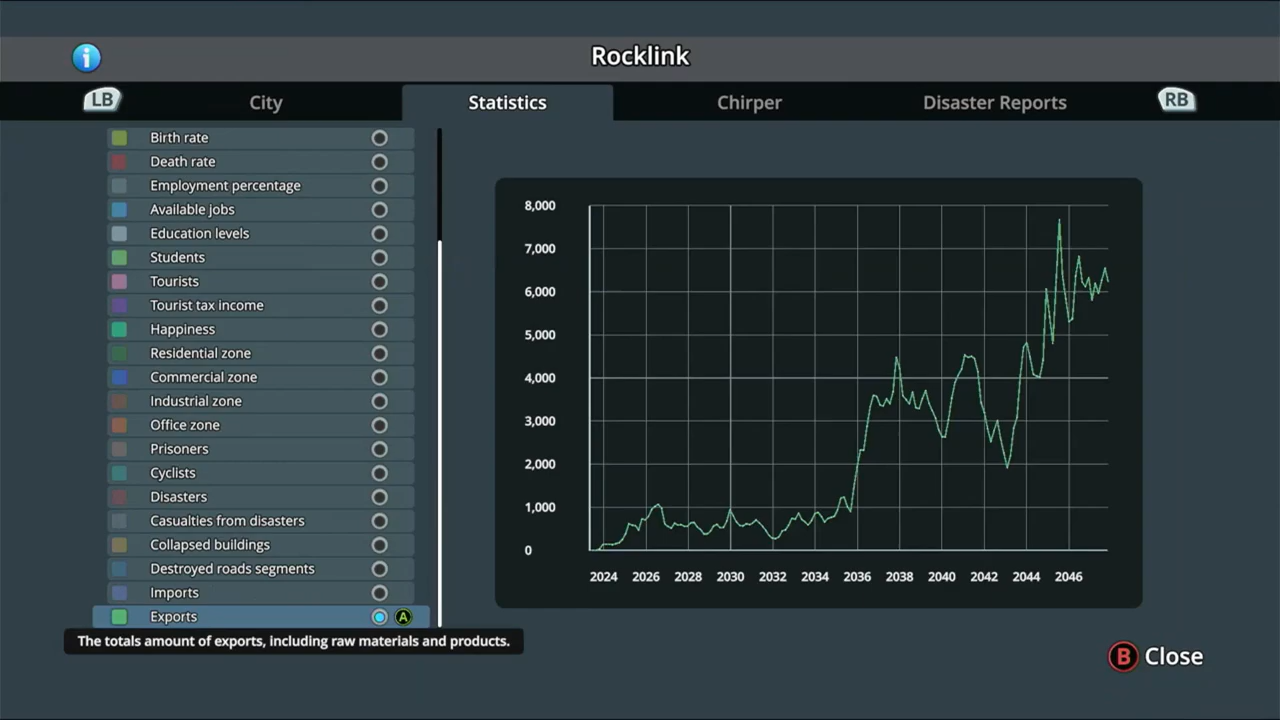 Rocklink
LB
City
Statistics
Chirper
Disaster Reports
RB
Birth rate
Death rate
Employment percentage
Available jobs
Education levels
Students
Tourists
Tourist tax income
Happiness
Residential zone
Commercial zone
Industrial zone
Office zone
Prisoners
Cyclists
Disasters
Casualties from disasters
Collapsed buildings
Destroyed roads segments
Imports
Exports
A
The totals amount of exports, including raw materials and products.
8,000
7,000
6,000
5,000
4,000
3,000
2,000
1,000
0
2024 2026 2028 2030 2032 2034 2036 2038 2040 2042 2044 2046
B Close